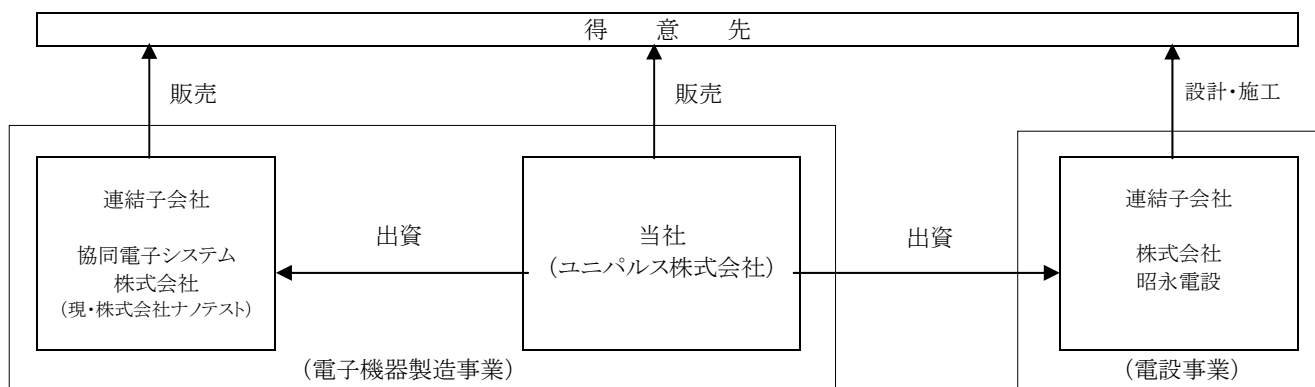 得 意 先
販売
販売
設計・施工
連結子会社
協同電子システム
株式会社
(現・株式会社ナノテスト)
出資
当社
(ユニパルス株式会社)
出資
連結子会社
株式会社
昭永電設
(電子機器製造事業)
(電設事業)